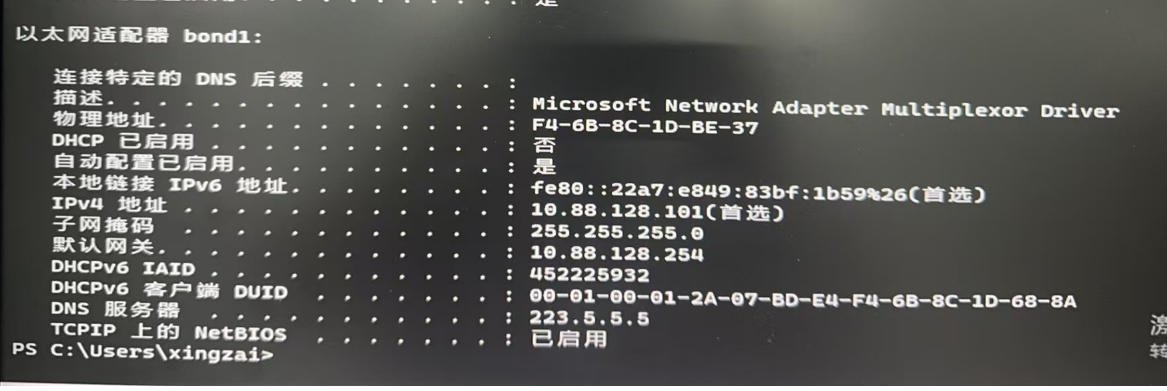 是
以太网适配器 bond1:
连接特定的 DNS 后缀 . . . . . . . :
描述. . . . . . . . . . . . . . . : Microsoft Network Adapter Multiplexor Driver
物理地址. . . . . . . . . . . . . : F4-6B-8C-1D-BE-37
DHCP 已启用 . . . . . . . . . . . : 否
自动配置已启用. . . . . . . . . . : 是
本地链接 IPv6 地址. . . . . . . . : fe80::22a7:e849:83bf:1b59%26(首选)
IPv4 地址 . . . . . . . . . . . . : 10.88.128.101(首选)
子网掩码 . . . . . . . . . . . . : 255.255.255.0
默认网关. . . . . . . . . . . . . : 10.88.128.254
DHCPv6 IAID . . . . . . . . . . . : 452225932
DHCPv6 客户端 DUID . . . . . . . : 00-01-00-01-2A-07-BD-E4-F4-6B-8C-1D-68-8A
DNS 服务器 . . . . . . . . . . . : 223.5.5.5
TCPIP 上的 NetBIOS . . . . . . . : 已启用
PS C:\Users\xingzai>
激
转